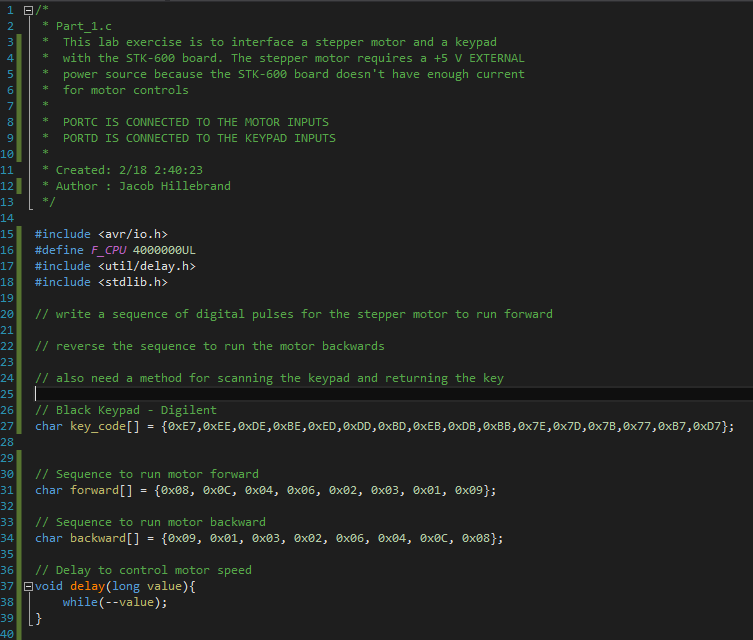 1 /*
2 * Part_1.c
3 * This lab exercise is to interface a stepper motor and a keypad
4 * with the STK-600 board. The stepper motor requires a +5 V EXTERNAL
5 * power source because the STK-600 board doesn't have enough current
6 * for motor controls
7 *
8 * PORTC IS CONNECTED TO THE MOTOR INPUTS
9 * PORTD IS CONNECTED TO THE KEYPAD INPUTS
10 *
11 * Created: 2/18 2:40:23
12 * Author : Jacob Hillebrand
13 */
14
15 #include <avr/io.h>
16 #define F_CPU 4000000UL
17 #include <util/delay.h>
18 #include <stdlib.h>
19
20 // write a sequence of digital pulses for the stepper motor to run forward
21
22 // reverse the sequence to run the motor backwards
23
24 // also need a method for scanning the keypad and returning the key
25
26 // Black Keypad - Digilent
27 char key_code[] = {0xE7,0xEE,0xDE,0xBE,0xED,0xDD,0xBD,0xEB,0xDB,0xBB,0x7E,0x7D,0x7B,0x77,0xB7,0xD7};
28
29
30 // Sequence to run motor forward
31 char forward[] = {0x08, 0x0C, 0x04, 0x06, 0x02, 0x03, 0x01, 0x09};
32
33 // Sequence to run motor backward
34 char backward[] = {0x09, 0x01, 0x03, 0x02, 0x06, 0x04, 0x0C, 0x08};
35
36 // Delay to control motor speed
37 void delay(long value){
38 while(--value);
39 }
40